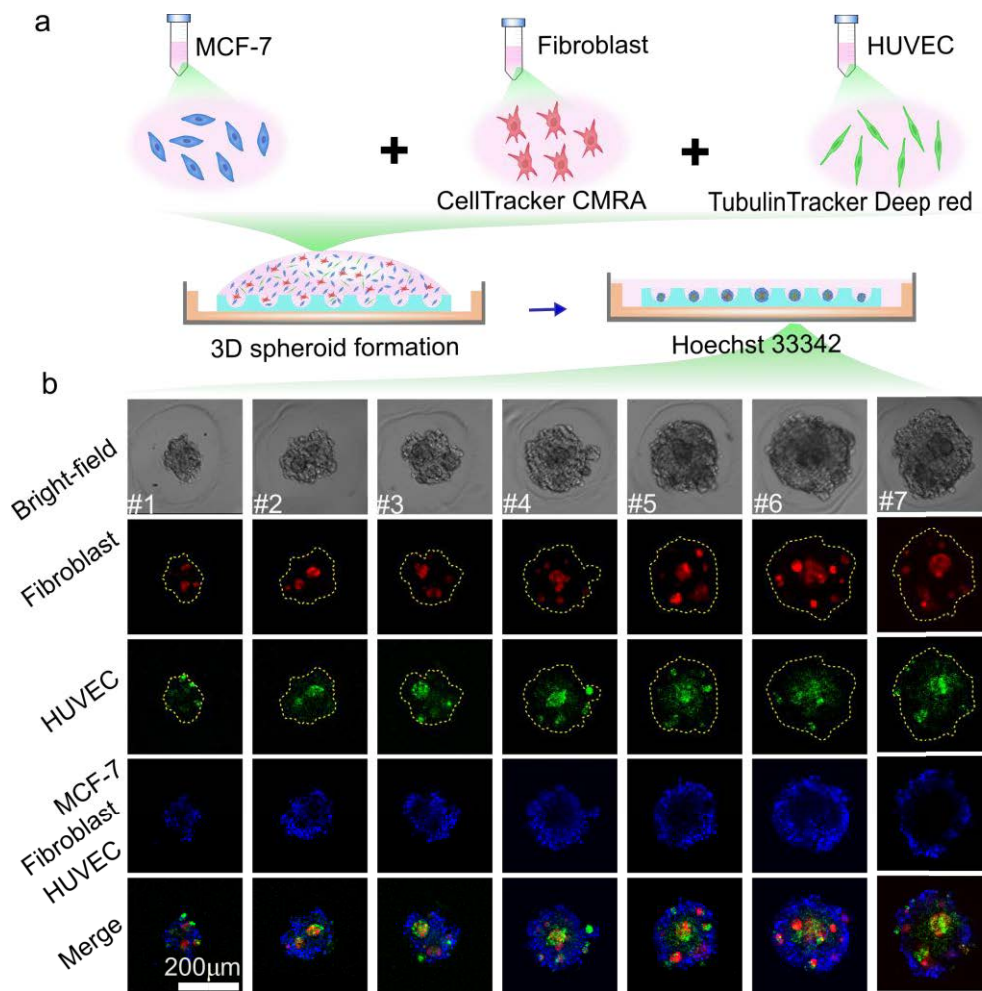 a
MCF-7
Fibroblast
HUVEC
CellTracker CMRA
TubulinTracker Deep red
3D spheroid formation
Hoechst 33342
b
Bright-field
#1
#2
#3
#4
#5
#6
#7
Fibroblast
HUVEC
MCF-7
Fibroblast
HUVEC
Merge
200μm